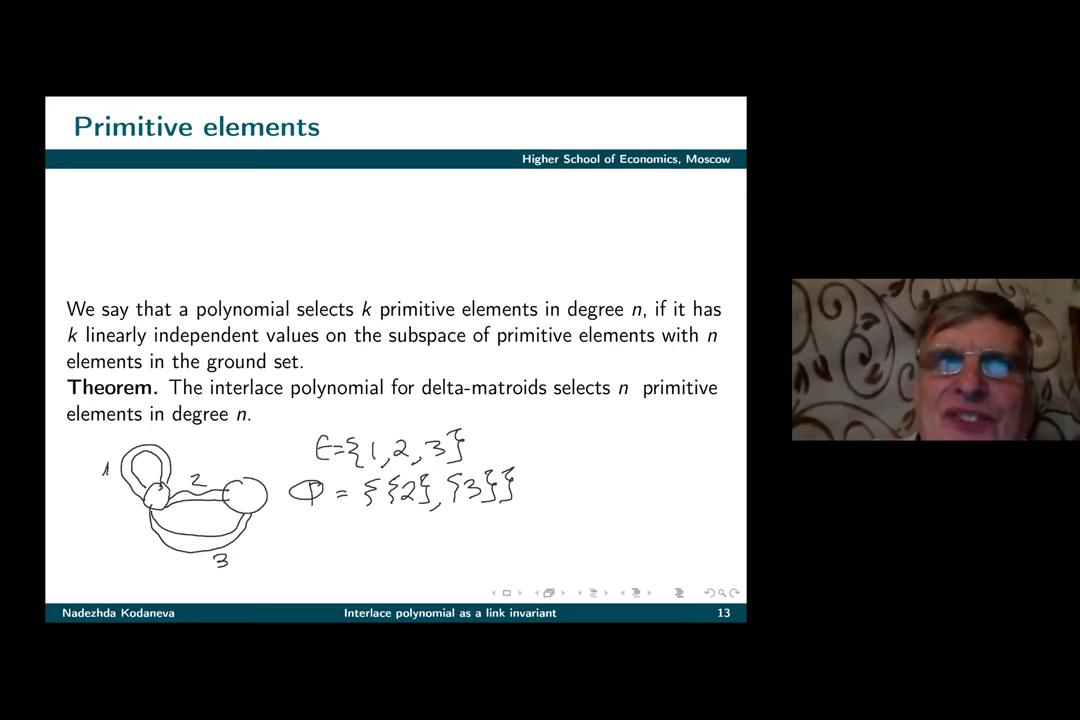 Primitive elements
Higher School of Economics, Moscow
We say that a polynomial selects k primitive elements in degree n, if it has
k linearly independent values on the subspace of primitive elements with n
elements in the ground set.
Theorem. The interlace polynomial for delta-matroids selects n primitive
elements in degree n.
E={1,2,3}
Φ = {{2},{3}}
1
2
3
Nadezhda Kodaneva
Interlace polynomial as a link invariant
13